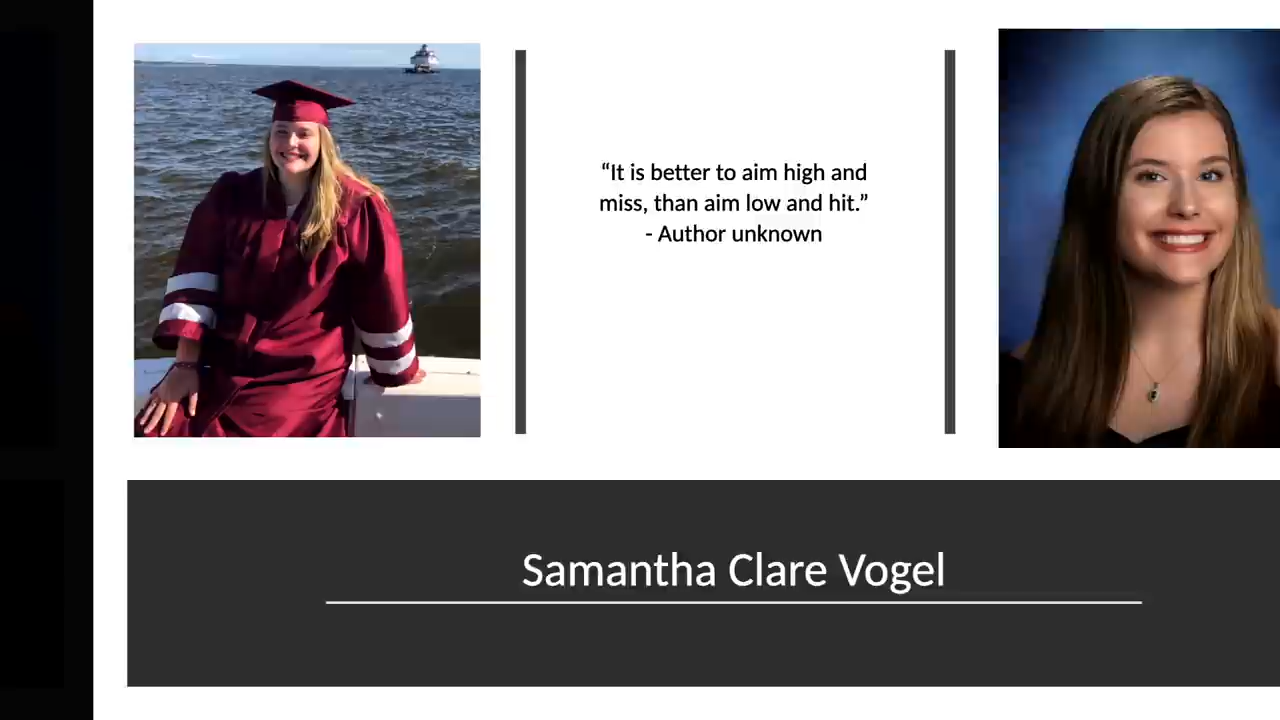 “It is better to aim high and
miss, than aim low and hit.”
- Author unknown
Samantha Clare Vogel